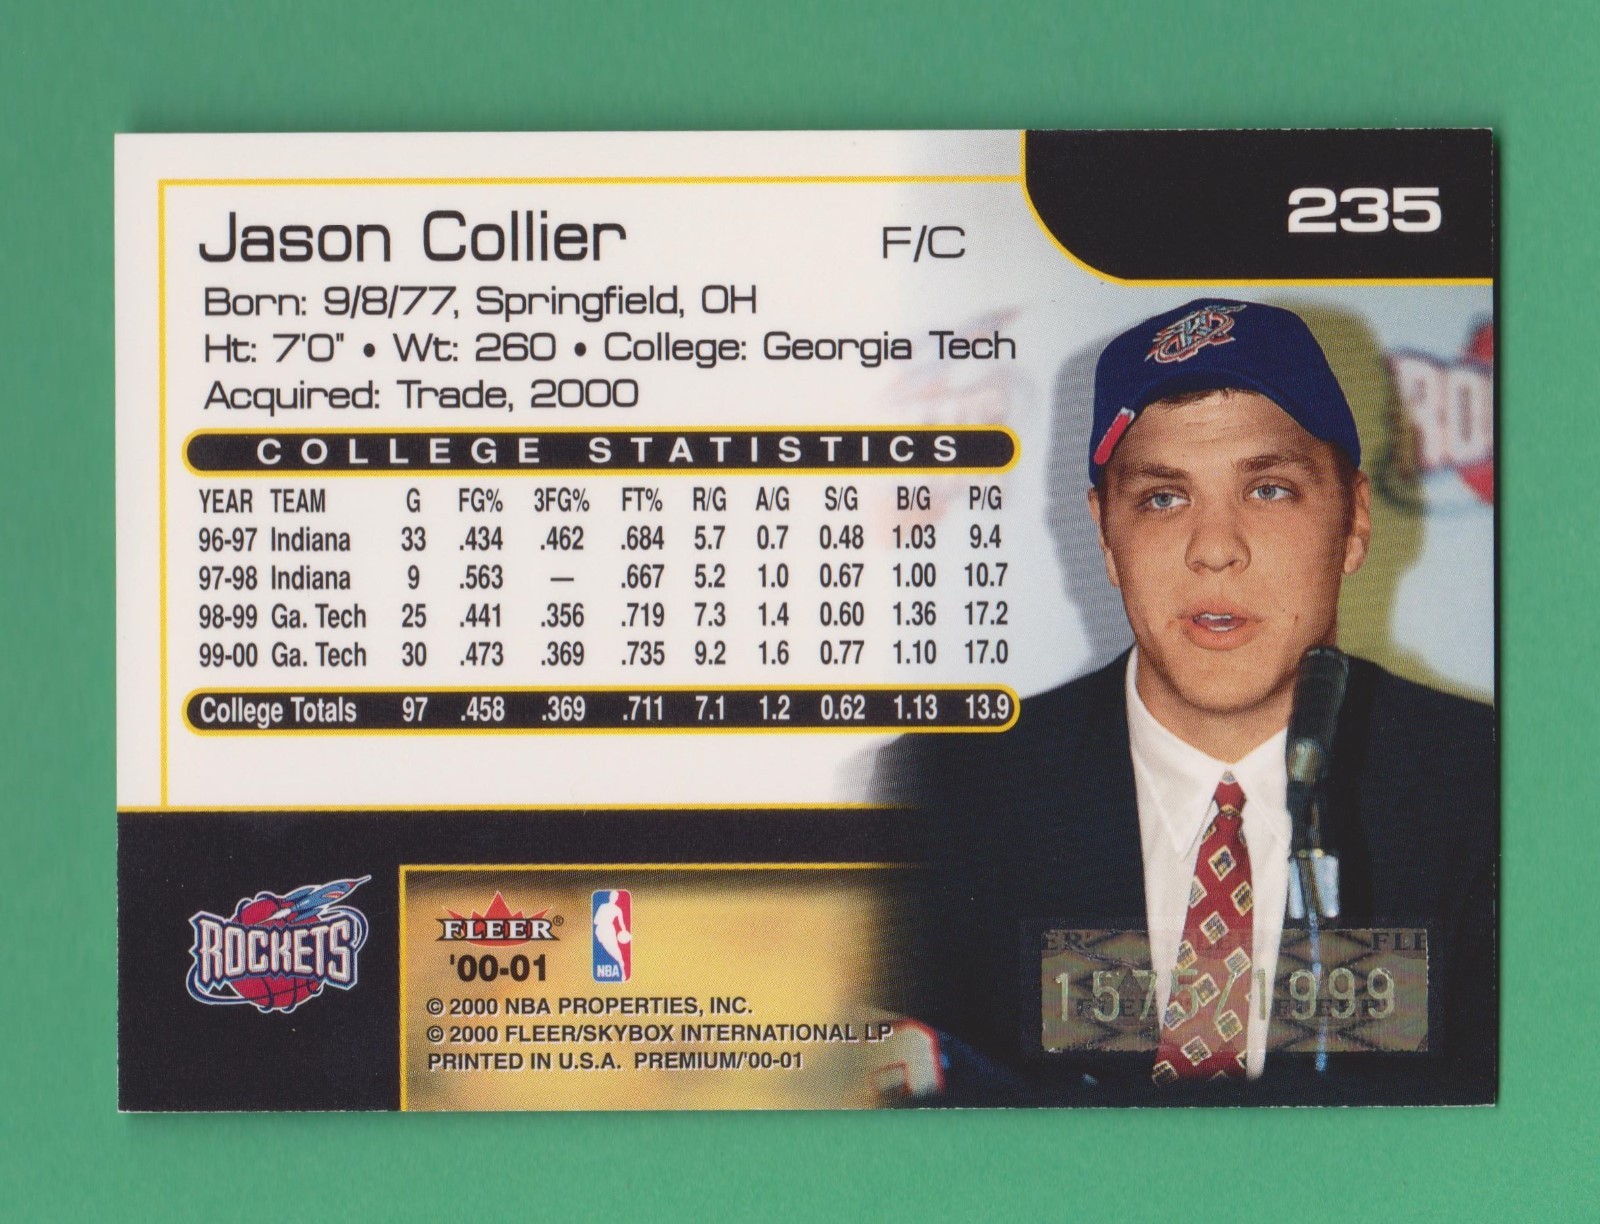 235
Jason Collier F/C
Born: 9/8/77, Springfield, OH
Ht: 7'0" • Wt: 260 • College: Georgia Tech
Acquired: Trade, 2000
COLLEGE STATISTICS
YEAR TEAM G FG% 3FG% FT% R/G A/G S/G B/G P/G
96-97 Indiana 33 .434 .462 .684 5.7 0.7 0.48 1.03 9.4
97-98 Indiana 9 .563 — .667 5.2 1.0 0.67 1.00 10.7
98-99 Ga. Tech 25 .441 .356 .719 7.3 1.4 0.60 1.36 17.2
99-00 Ga. Tech 30 .473 .369 .735 9.2 1.6 0.77 1.10 17.0
College Totals 97 .458 .369 .711 7.1 1.2 0.62 1.13 13.9
ROCKETS
FLEER®
'00-01
NBA
© 2000 NBA PROPERTIES, INC.
© 2000 FLEER/SKYBOX INTERNATIONAL LP
PRINTED IN U.S.A. PREMIUM/'00-01
1575/1999